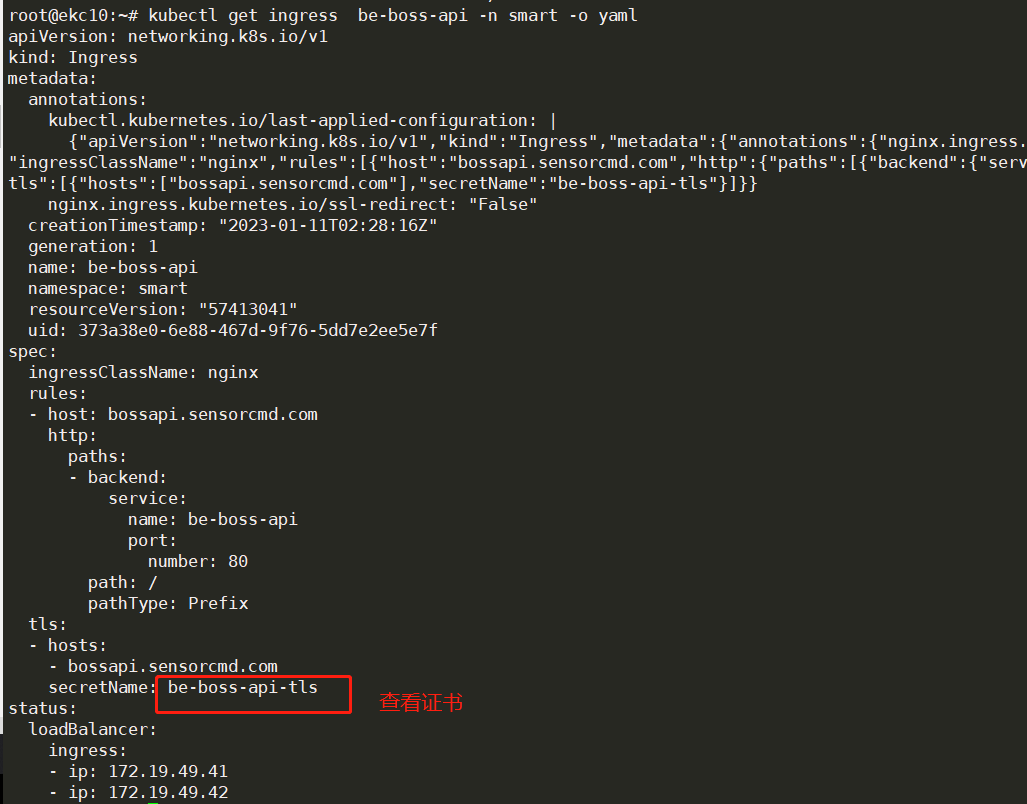 root@ekc10:~# kubectl get ingress  be-boss-api -n smart -o yaml
apiVersion: networking.k8s.io/v1
kind: Ingress
metadata:
  annotations:
    kubectl.kubernetes.io/last-applied-configuration: |
      {"apiVersion":"networking.k8s.io/v1","kind":"Ingress","metadata":{"annotations":{"nginx.ingress.
"ingressClassName":"nginx","rules":[{"host":"bossapi.sensorcmd.com","http":{"paths":[{"backend":{"serv
tls":[{"hosts":["bossapi.sensorcmd.com"],"secretName":"be-boss-api-tls"}]}}
    nginx.ingress.kubernetes.io/ssl-redirect: "False"
  creationTimestamp: "2023-01-11T02:28:16Z"
  generation: 1
  name: be-boss-api
  namespace: smart
  resourceVersion: "57413041"
  uid: 373a38e0-6e88-467d-9f76-5dd7e2ee5e7f
spec:
  ingressClassName: nginx
  rules:
  - host: bossapi.sensorcmd.com
    http:
      paths:
      - backend:
          service:
            name: be-boss-api
            port:
              number: 80
        path: /
        pathType: Prefix
  tls:
  - hosts:
    - bossapi.sensorcmd.com
    secretName: be-boss-api-tls 查看证书
status:
  loadBalancer:
    ingress:
    - ip: 172.19.49.41
    - ip: 172.19.49.42